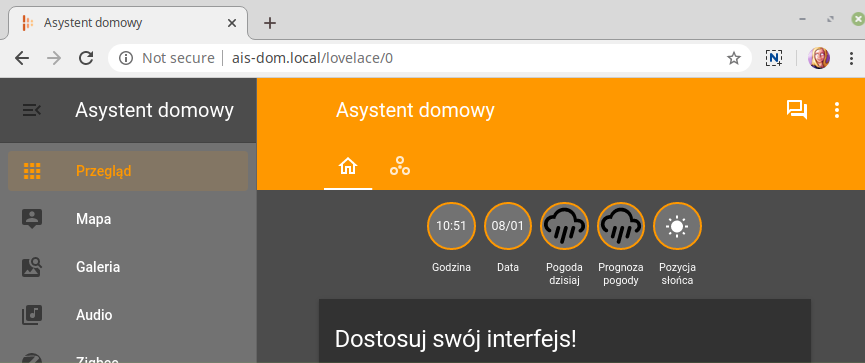 Asystent domowy
Not secure
ais-dom.local/lovelace/0
N
Asystent domowy
Asystent domowy
Przegląd
Mapa
Galeria
Audio
Zigbee
10:51
08/01
Godzina
Data
Pogoda
dzisiaj
Prognoza
pogody
Pozycja
słońca
Dostosuj swój interfejs!